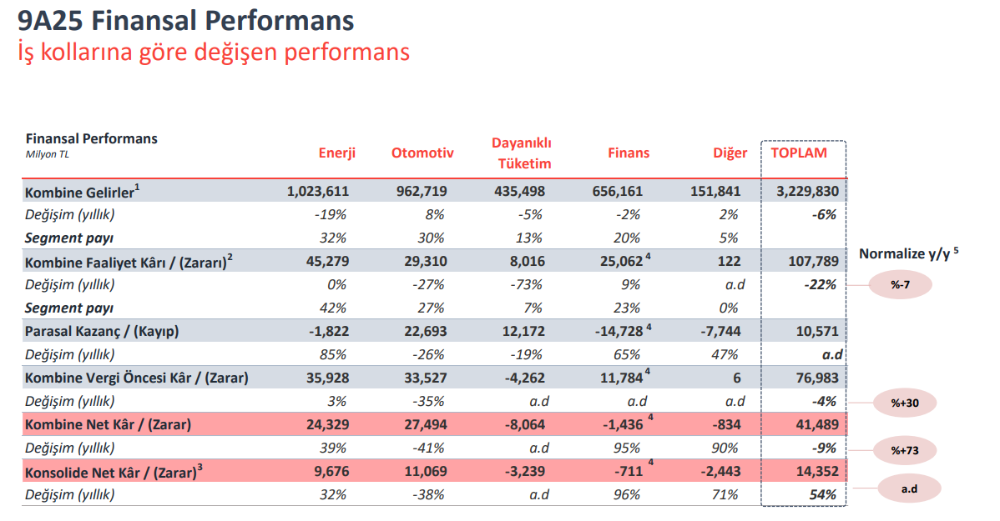 9A25 Finansal Performans
İş kollarına göre değişen performans
Finansal Performans
Milyon TL
Enerji Otomotiv Dayanıklı Tüketim Finans Diğer TOPLAM
Kombine Gelirler1 1,023,611 962,719 435,498 656,161 151,841 3,229,830
Değişim (yıllık) -19% 8% -5% -2% 2% -6%
Segment payı 32% 30% 13% 20% 5%
Normalize y/y 5
Kombine Faaliyet Kârı / (Zararı)2 45,279 29,310 8,016 25,062 4 122 107,789
Değişim (yıllık) 0% -27% -73% 9% a.d -22% %-7
Segment payı 42% 27% 7% 23% 0%
Parasal Kazanç / (Kayıp) -1,822 22,693 12,172 -14,728 4 -7,744 10,571
Değişim (yıllık) 85% -26% -19% 65% 47% a.d
Kombine Vergi Öncesi Kâr / (Zarar) 35,928 33,527 -4,262 11,784 4 6 76,983
Değişim (yıllık) 3% -35% a.d a.d a.d -4% %+30
Kombine Net Kâr / (Zarar) 24,329 27,494 -8,064 -1,436 4 -834 41,489
Değişim (yıllık) 39% -41% a.d 95% 90% -9% %+73
Konsolide Net Kâr / (Zarar)3 9,676 11,069 -3,239 -711 4 -2,443 14,352
Değişim (yıllık) 32% -38% a.d 96% 71% 54% a.d